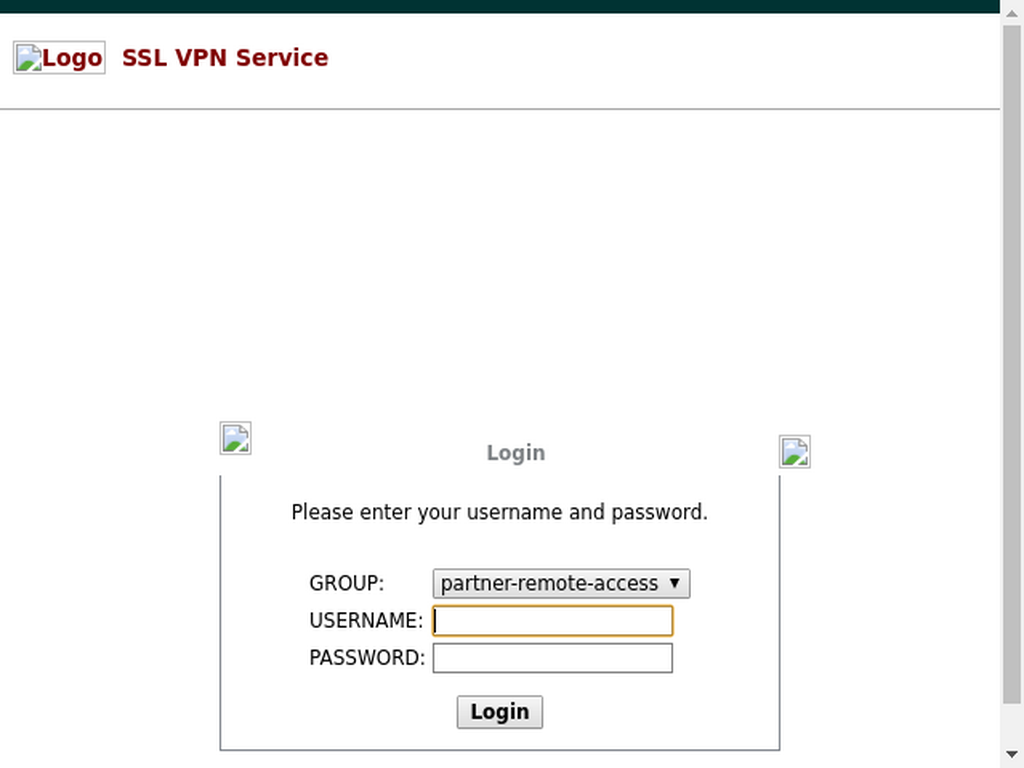 Logo SSL VPN Service
Login
Please enter your username and password.
GROUP: partner-remote-access
USERNAME:
PASSWORD:
Login